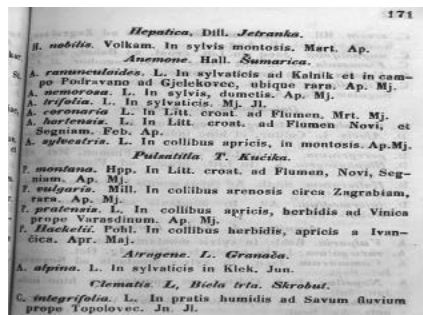 171
Hepatica, Dill. Jetranka.
H. nobilis. Volkam. In sylvis montosis. Mart. Ap.
Anemone. Hall. Šumarica.
A. ranunculoides. L. In sylvaticis ad Kalnik et in cam-
po Podravano ad Gjelekovec, ubique rara. Ap. Mj.
A. nemorosa. L. In sylvis, dumetis. Ap. Mj.
A. trifolia. L. In sylvaticis. Mj. Jl.
A. coronaria L. In Litt. croat. ad Flumen, Mrt. Mj.
A. hortensis. L. In Litt. croat. ad Flumen Novi, et
Segniam. Feb. Ap.
A. sylvestris. L. In collibus apricis, in montosis. Ap.Mj.
Pulsatilla T. Kučika.
P. montana. Hpp. In Litt. croat. ad Flumen, Novi, Seg-
niam. Ap. Mj.
P. vulgaris. Mill. In collibus arenosis circa Zagrabiam,
rara. Ap. Mj.
P. pratensis. L. In collibus apricis, herbidis ad Vinica
prope Varasdinum. Ap. Mj.
P. Hackelii. Pohl. In collibus herbidis, apricis a Ivan-
čica. Apr. Maj.
Atragene. L. Granača.
A. alpina. L. In sylvaticis in Klek. Jun.
Clematis. L, Biela trta. Skrobut.
C. integrifolia. L. In pratis humidis ad Savum fluvium
prope Topolovec. Jn. Jl.